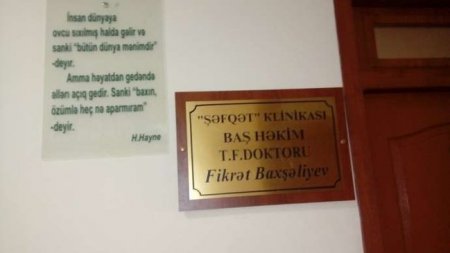 İnsan dünyaya
ovcu sıxılmış halda gəlir və
sanki "bütün dünya mənimdir"
-deyir.
Amma həyatdan gedəndə
əlləri açıq gedir. Sanki "baxın,
özümlə heç nə aparmıram"
-deyir.
H.Hayne
"ŞƏFQƏT" KLİNİKASI
BAŞ HƏKİM
T.F.DOKTORU
Fikrət Baxşəliyev